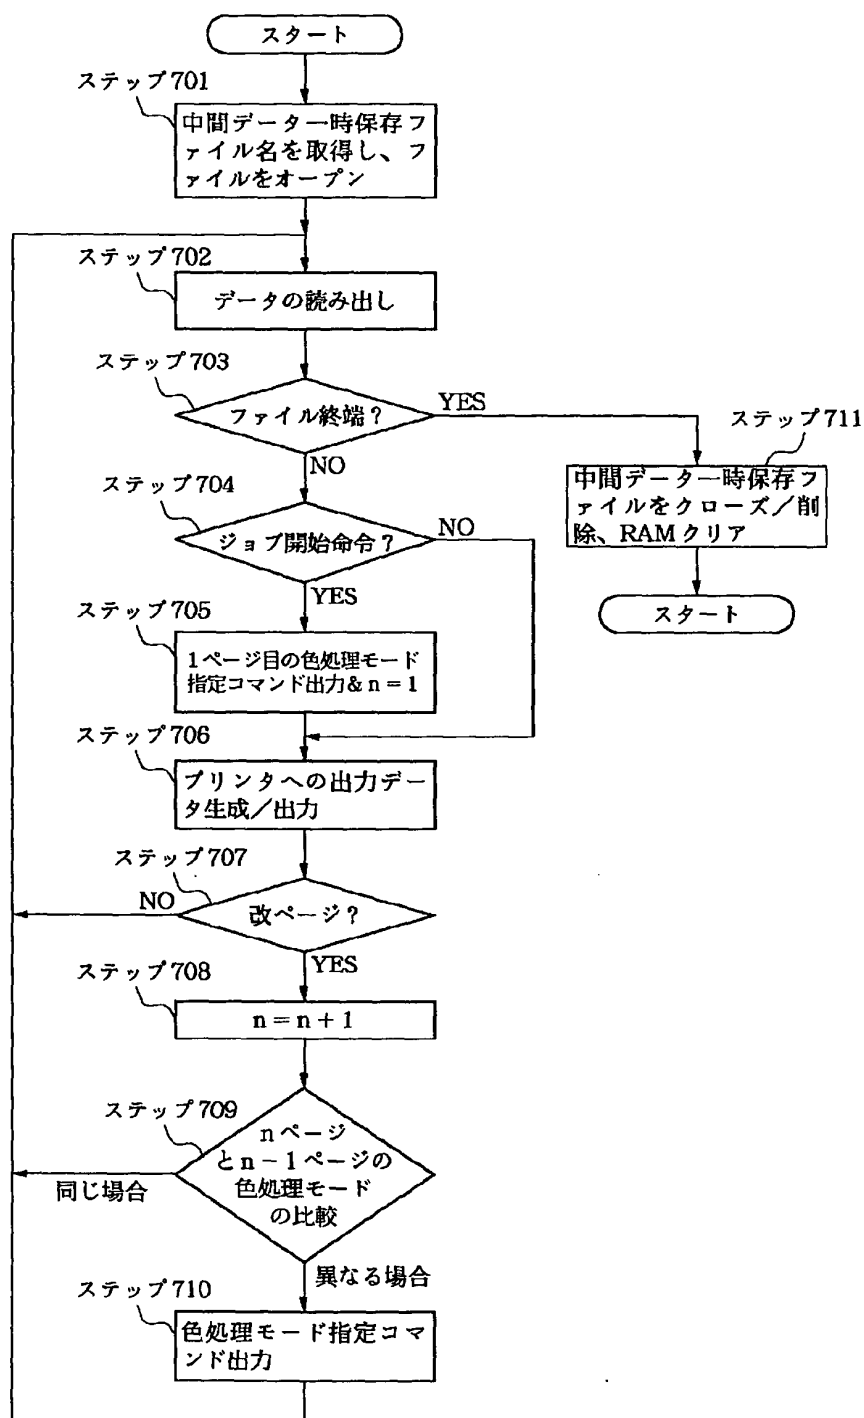 スタート
ステップ701
中間データ一時保存フ
ァイル名を取得し、フ
ァイルをオープン
ステップ702
データの読み出し
ステップ703
ファイル終端?
YES
NO
ステップ711
中間データ一時保存フ
ァイルをクローズ/削
除、RAMクリア
スタート
ステップ704
ジョブ開始命令?
NO
YES
ステップ705
1ページ目の色処理モード
指定コマンド出力&n=1
ステップ706
プリンタへの出力デー
タ生成/出力
ステップ707
改ページ?
NO
YES
ステップ708
n=n+1
ステップ709
nページ
とn-1ページの
色処理モード
の比較
同じ場合
異なる場合
ステップ710
色処理モード指定コマ
ンド出力